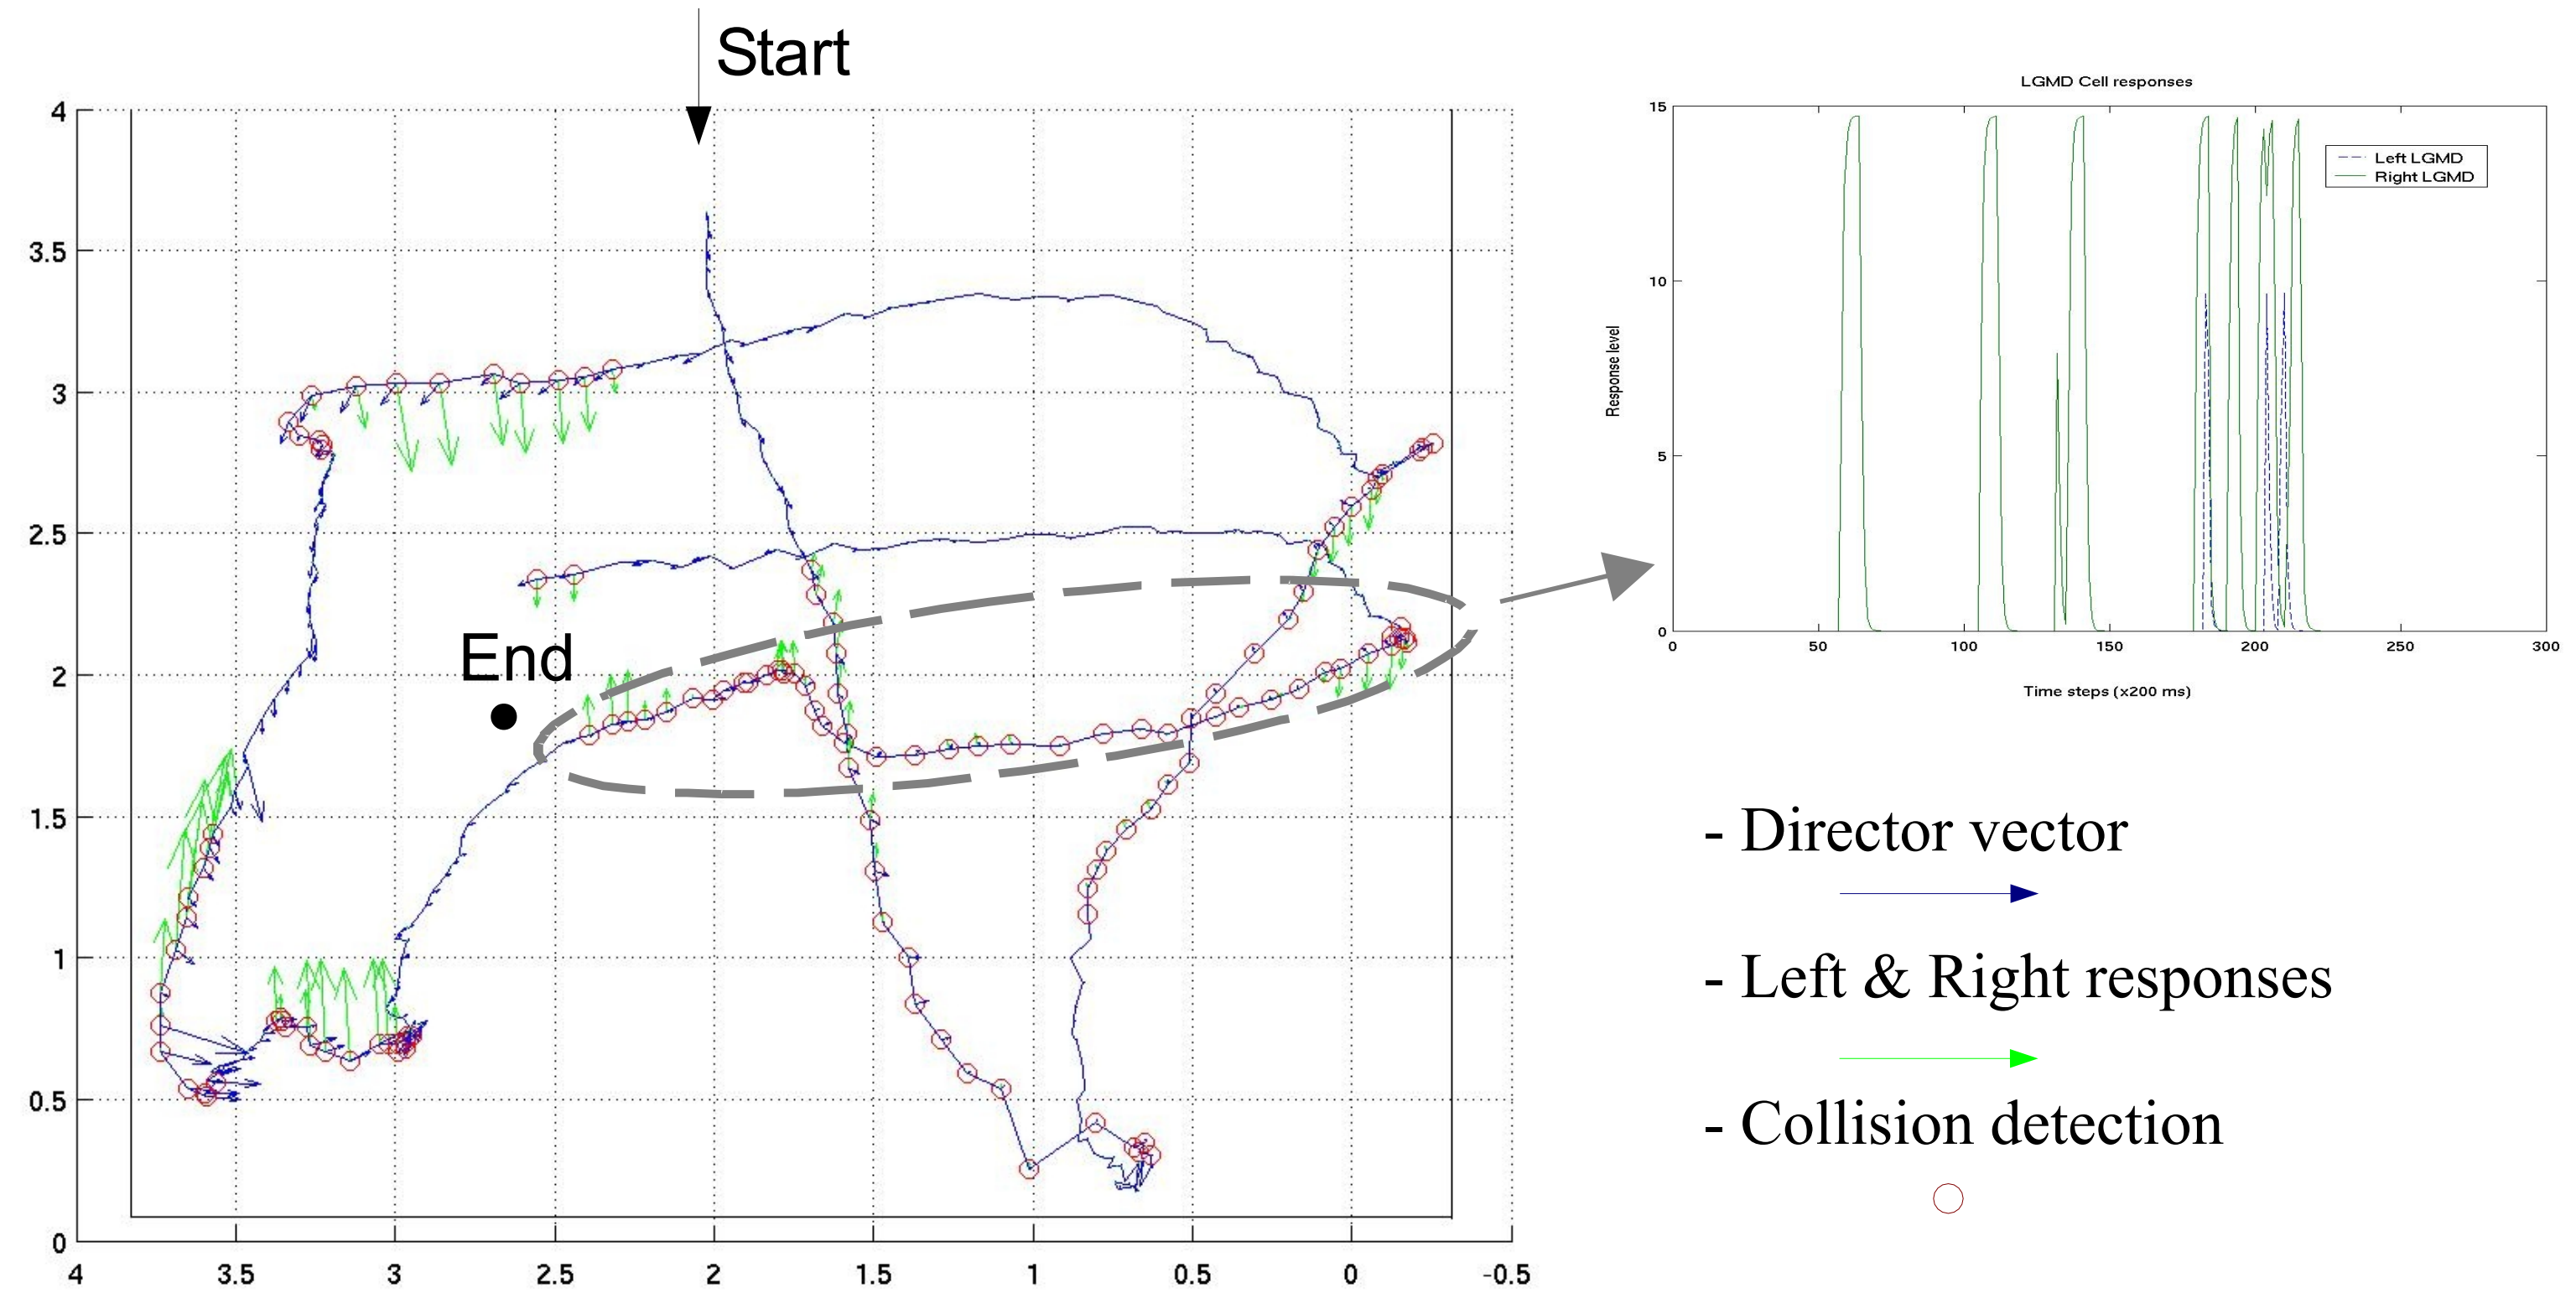 Start
4
3.5
3
2.5
2
1.5
1
0.5
0
4 3.5 3 2.5 2 1.5 1 0.5 0 -0.5
End
LGMD Cell responses
15
10
5
0
Response level
Left LGMD
Right LGMD
0 50 100 150 200 250 300
Time steps (x200 ms)
- Director vector
- Left & Right responses
- Collision detection